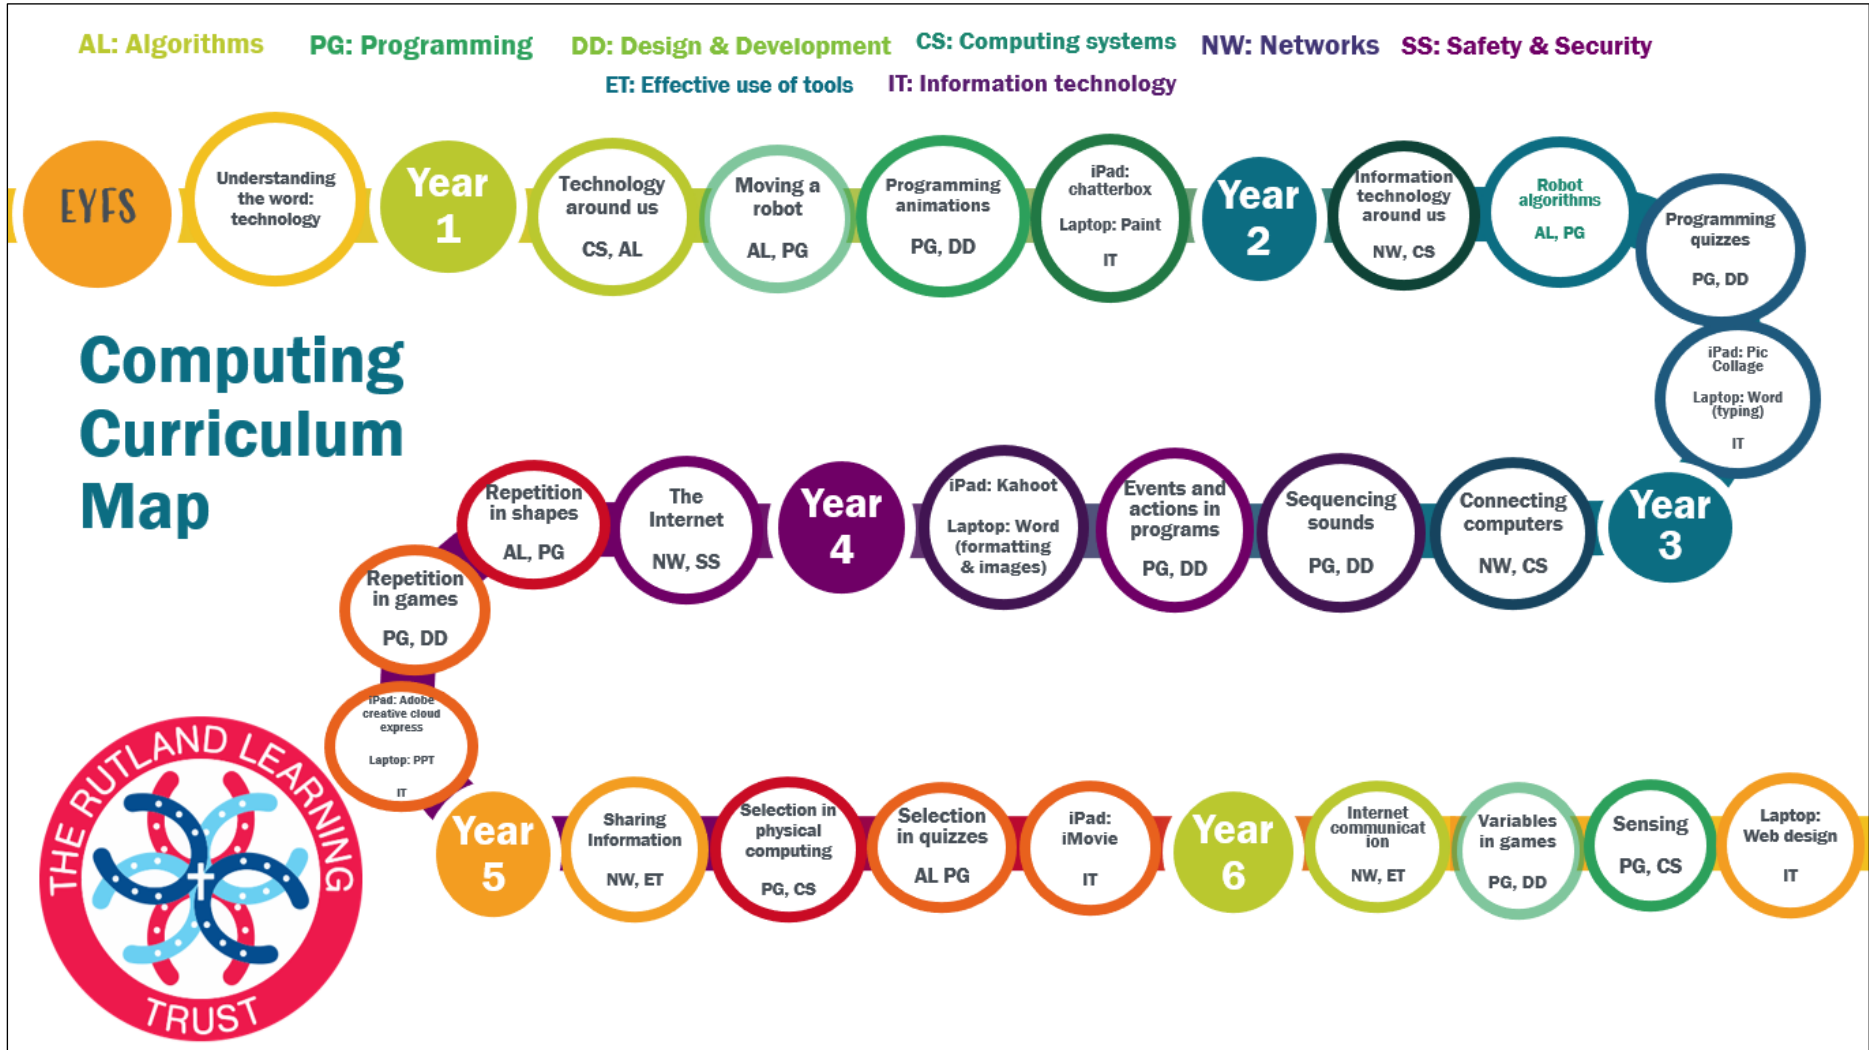 AL: Algorithms
PG: Programming
DD: Design & Development
CS: Computing systems
NW: Networks
SS: Safety & Security
ET: Effective use of tools
IT: Information technology
EYFS
Understanding
the word:
technology
Year
1
Technology
around us
CS, AL
Moving a
robot
AL, PG
Programming
animations
PG, DD
iPad:
chatterbox
Laptop: Paint
IT
Year
2
Information
technology
around us
NW, CS
Robot
algorithms
AL, PG
Programming
quizzes
PG, DD
iPad: Pic
Collage
Laptop: Word
(typing)
IT
Computing
Curriculum
Map
Year
3
Connecting
computers
NW, CS
Sequencing
sounds
PG, DD
Events and
actions in
programs
PG, DD
iPad: Kahoot
Laptop: Word
(formatting
& images)
Year
4
The
Internet
NW, SS
Repetition
in shapes
AL, PG
Repetition
in games
PG, DD
iPad: Adobe
creative cloud
express
Laptop: PPT
IT
Year
5
Sharing
Information
NW, ET
Selection in
physical
computing
PG, CS
Selection
in quizzes
AL PG
iPad:
iMovie
IT
Year
6
Internet
communicat
ion
NW, ET
Variables
in games
PG, DD
Sensing
PG, CS
Laptop:
Web design
IT
THE RUTLAND LEARNING
TRUST